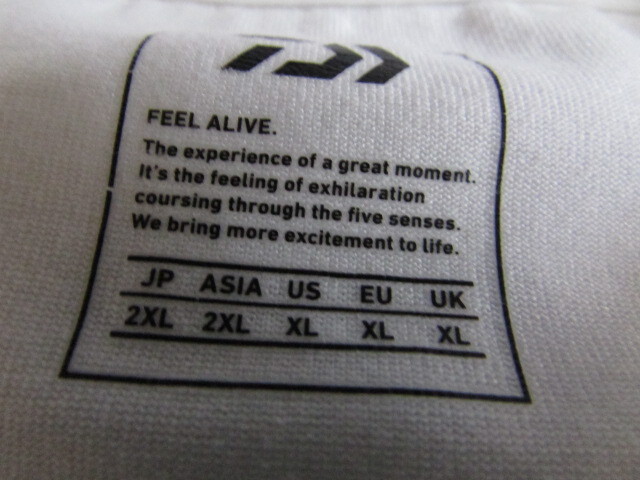 FEEL ALIVE.
The experience of a great moment.
It's the feeling of exhilaration
coursing through the five senses.
We bring more excitement to life.
JP ASIA US EU UK
2XL 2XL XL XL XL